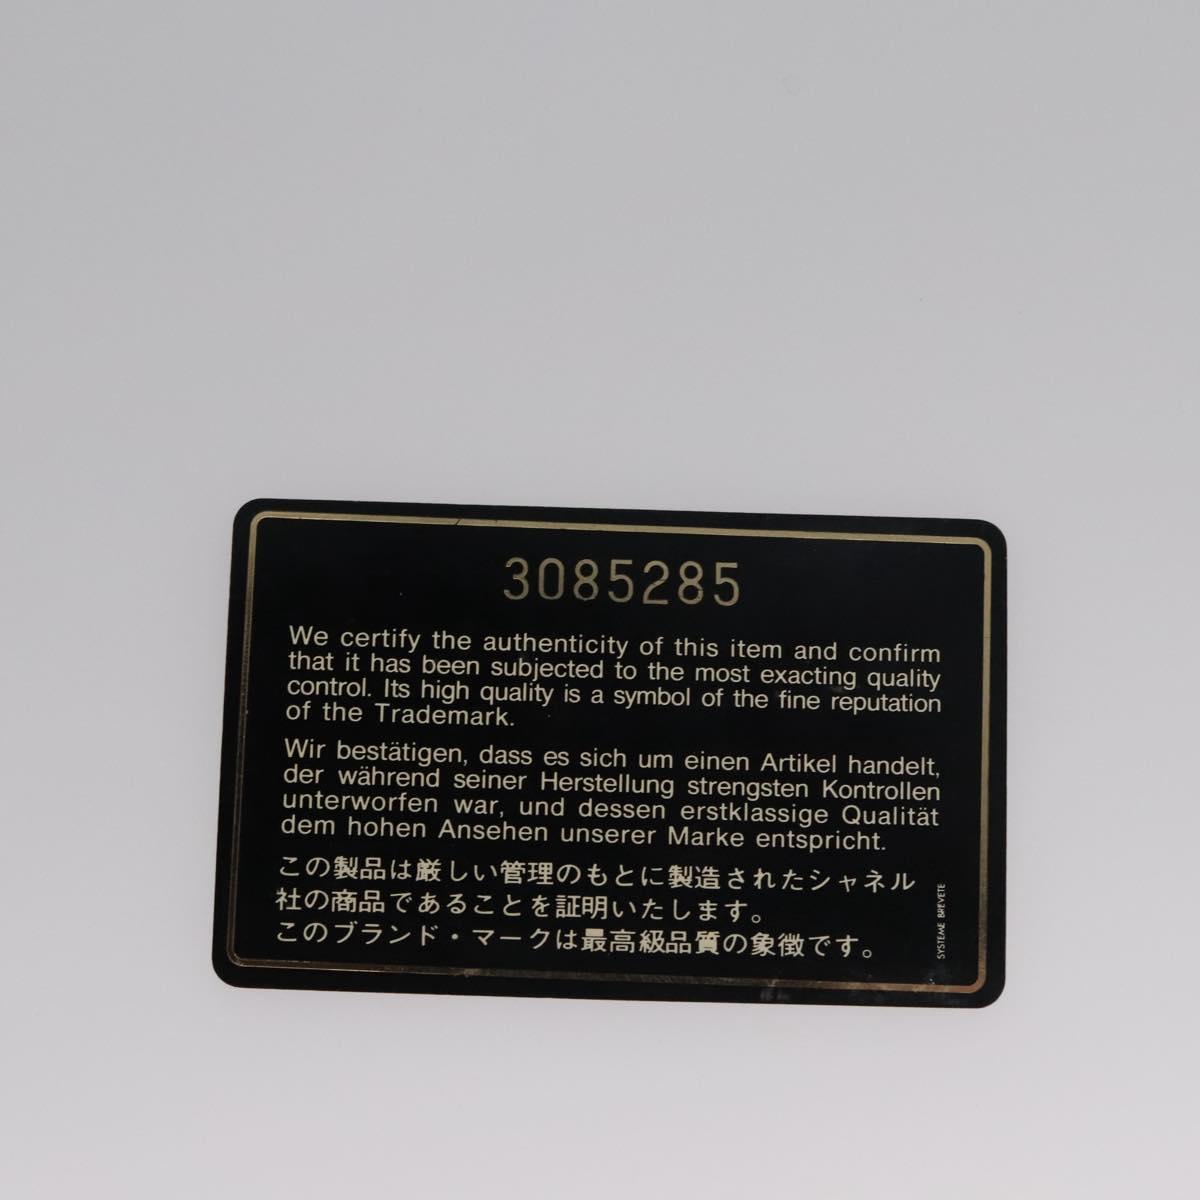 3085285
We certify the authenticity of this item and confirm
that it has been subjected to the most exacting quality
control. Its high quality is a symbol of the fine reputation
of the Trademark.
Wir bestätigen, dass es sich um einen Artikel handelt,
der während seiner Herstellung strengsten Kontrollen
unterworfen war, und dessen erstklassige Qualität
dem hohen Ansehen unserer Marke entspricht.
この製品は厳しい管理のもとに製造されたシャネル
社の商品であることを証明いたします。
このブランド・マークは最高級品質の象徴です。
SYSTEME BREVETE